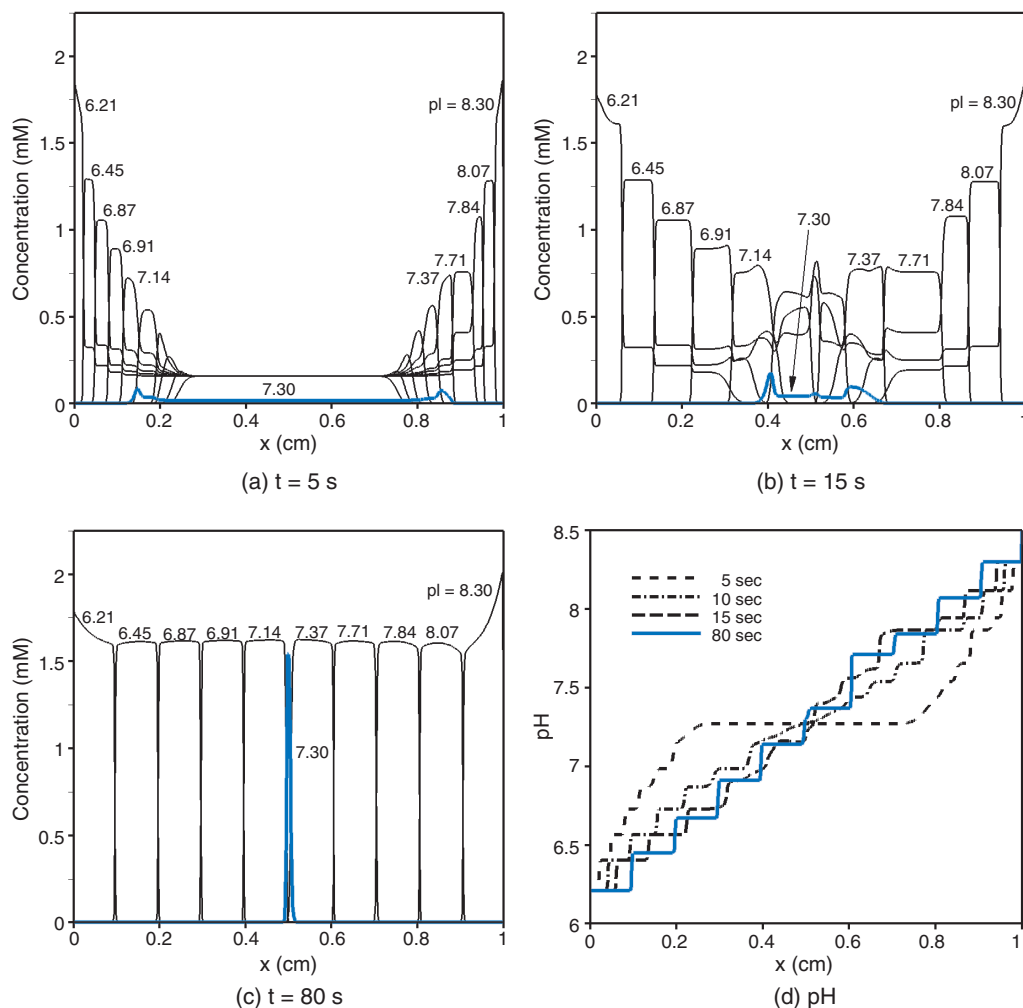 2
1.5
1
0.5
0
Concentration (mM)
6.21
6.45
6.87
6.91
7.14
7.30
7.37
7.71
7.84
8.07
pI = 8.30
0 0.2 0.4 0.6 0.8 1
x (cm)
(a) t = 5 s
2
1.5
1
0.5
0
Concentration (mM)
6.21
6.45
6.87
6.91
7.14
7.30
7.37
7.71
7.84
8.07
pI = 8.30
0 0.2 0.4 0.6 0.8 1
x (cm)
(b) t = 15 s
2
1.5
1
0.5
0
Concentration (mM)
6.21
6.45 6.87 6.91 7.14 7.37 7.71 7.84 8.07
pI = 8.30
7.30
0 0.2 0.4 0.6 0.8 1
x (cm)
(c) t = 80 s
8.5
8
7.5
7
6.5
6
pH
5 sec
10 sec
15 sec
80 sec
0 0.2 0.4 0.6 0.8 1
x (cm)
(d) pH